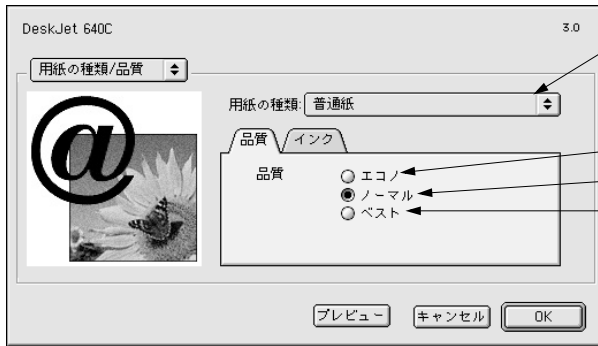 DeskJet 640C 3.0
用紙の種類/品質
用紙の種類: 普通紙
品質 インク
品質 エコノ
ノーマル
ベスト
@
プレビュー キャンセル OK